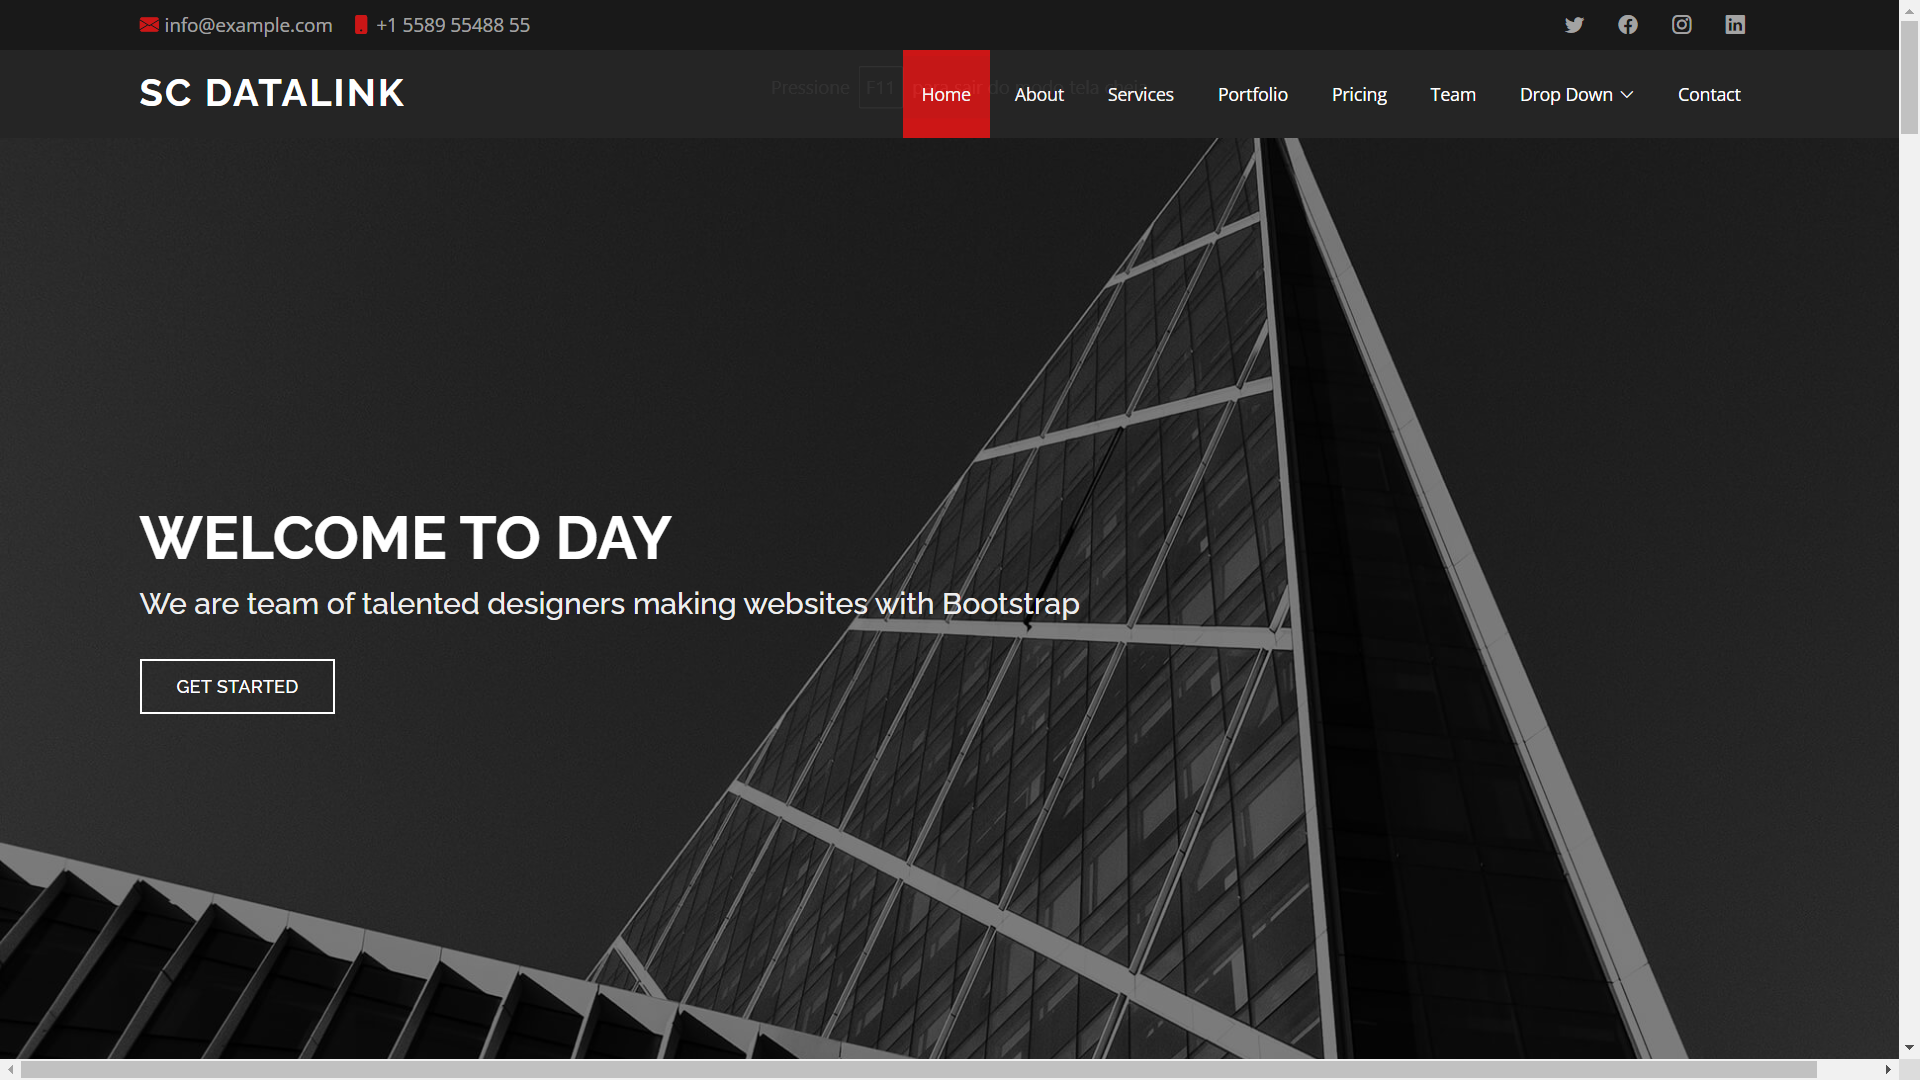 info@example.com +1 5589 55488 55
SC DATALINK
Pressione F11
Home About Services Portfolio Pricing Team Drop Down Contact
WELCOME TO DAY
We are team of talented designers making websites with Bootstrap
GET STARTED